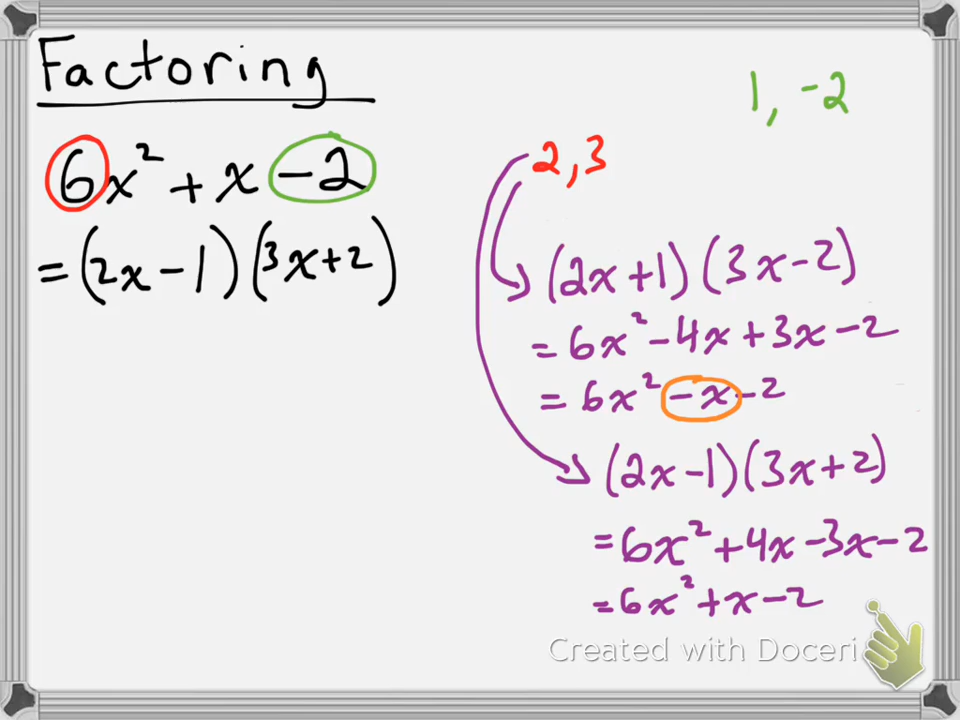 Factoring
6x² + x - 2
= (2x - 1)(3x + 2)
1, -2
2, 3
(2x + 1)(3x - 2)
= 6x² - 4x + 3x - 2
= 6x² - x - 2
(2x - 1)(3x + 2)
= 6x² + 4x - 3x - 2
= 6x² + x - 2
Created with Doceri